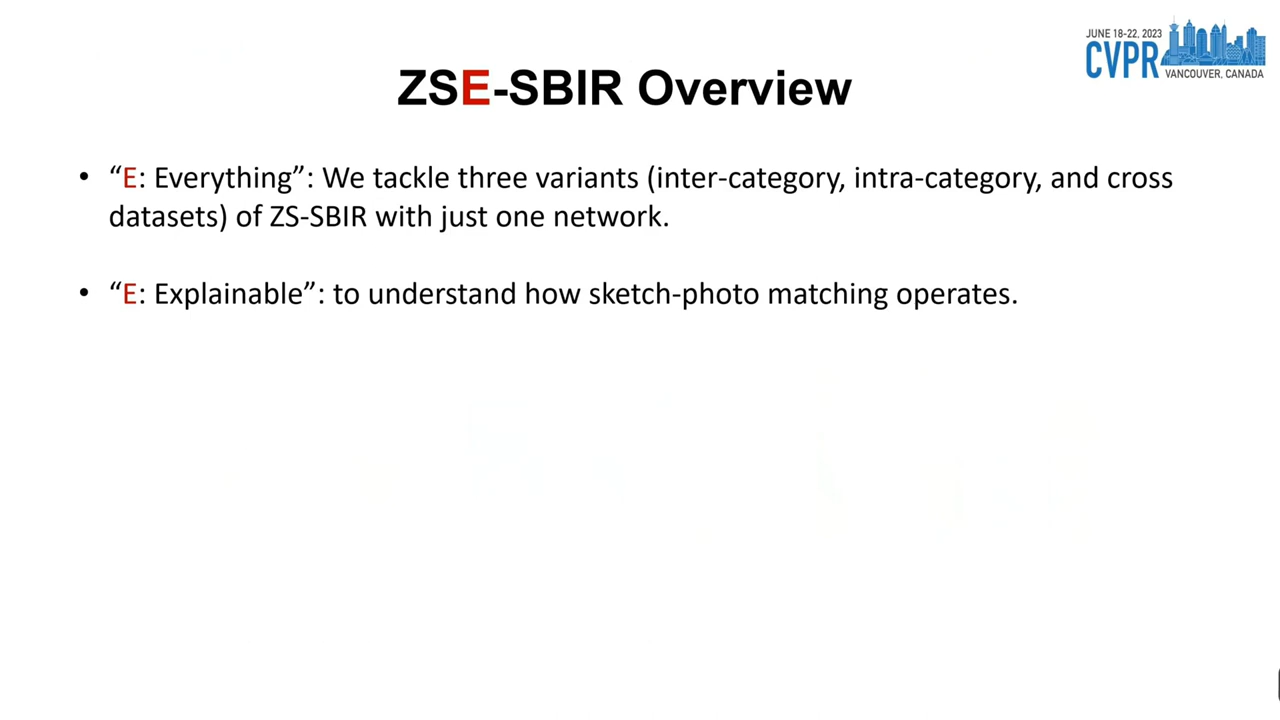 JUNE 18-22, 2023
CVPR
VANCOUVER, CANADA
ZSE-SBIR Overview
• “E: Everything”: We tackle three variants (inter-category, intra-category, and cross
datasets) of ZS-SBIR with just one network.
• “E: Explainable”: to understand how sketch-photo matching operates.